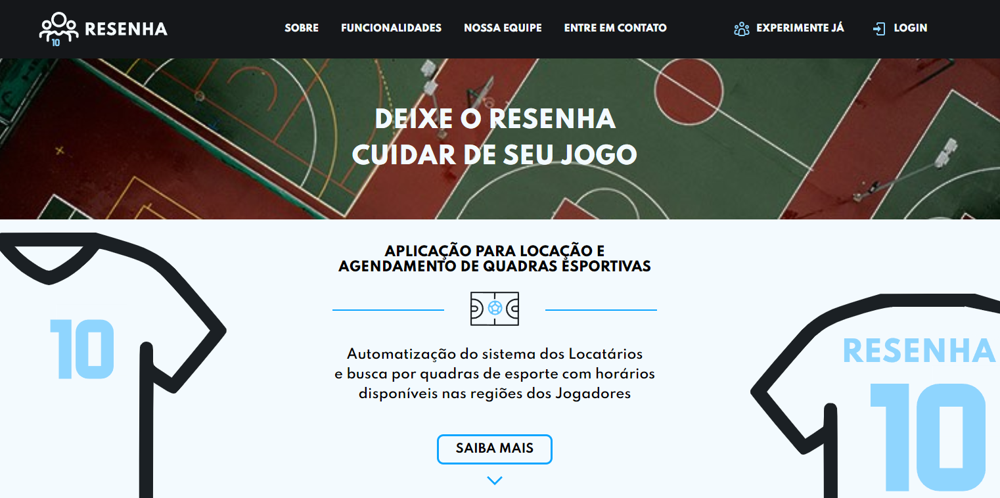 RESENHA
10
SOBRE
FUNCIONALIDADES
NOSSA EQUIPE
ENTRE EM CONTATO
EXPERIMENTE JÁ
LOGIN
DEIXE O RESENHA
CUIDAR DE SEU JOGO
APLICAÇÃO PARA LOCAÇÃO E
AGENDAMENTO DE QUADRAS ESPORTIVAS
10
Automatização do sistema dos Locatários
e busca por quadras de esporte com horários
disponíveis nas regiões dos Jogadores
RESENHA
10
SAIBA MAIS